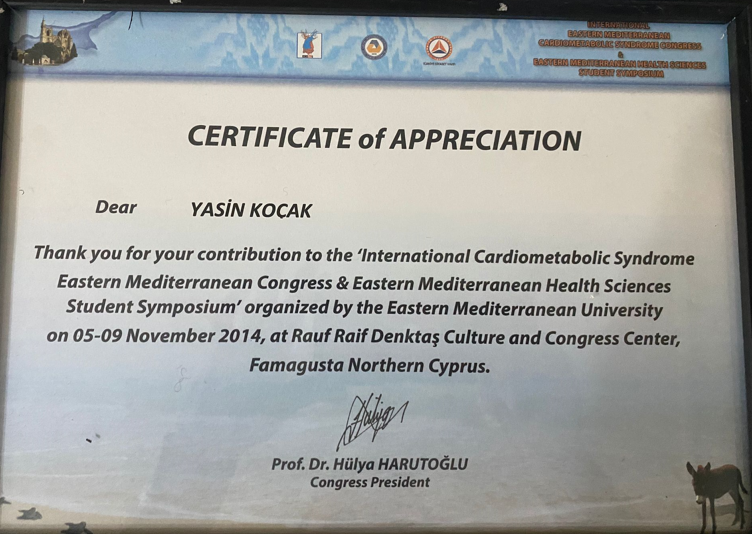 INTERNATIONAL
EASTERN MEDITERRANEAN
CARDIOMETABOLIC SYNDROME CONGRESS
&
EASTERN MEDITERRANEAN HEALTH SCIENCES
STUDENT SYMPOSIUM
CERTIFICATE of APPRECIATION
Dear YASİN KOÇAK
Thank you for your contribution to the 'International Cardiometabolic Syndrome
Eastern Mediterranean Congress & Eastern Mediterranean Health Sciences
Student Symposium' organized by the Eastern Mediterranean University
on 05-09 November 2014, at Rauf Raif Denktaş Culture and Congress Center,
Famagusta Northern Cyprus.
Prof. Dr. Hülya HARUTOĞLU
Congress President